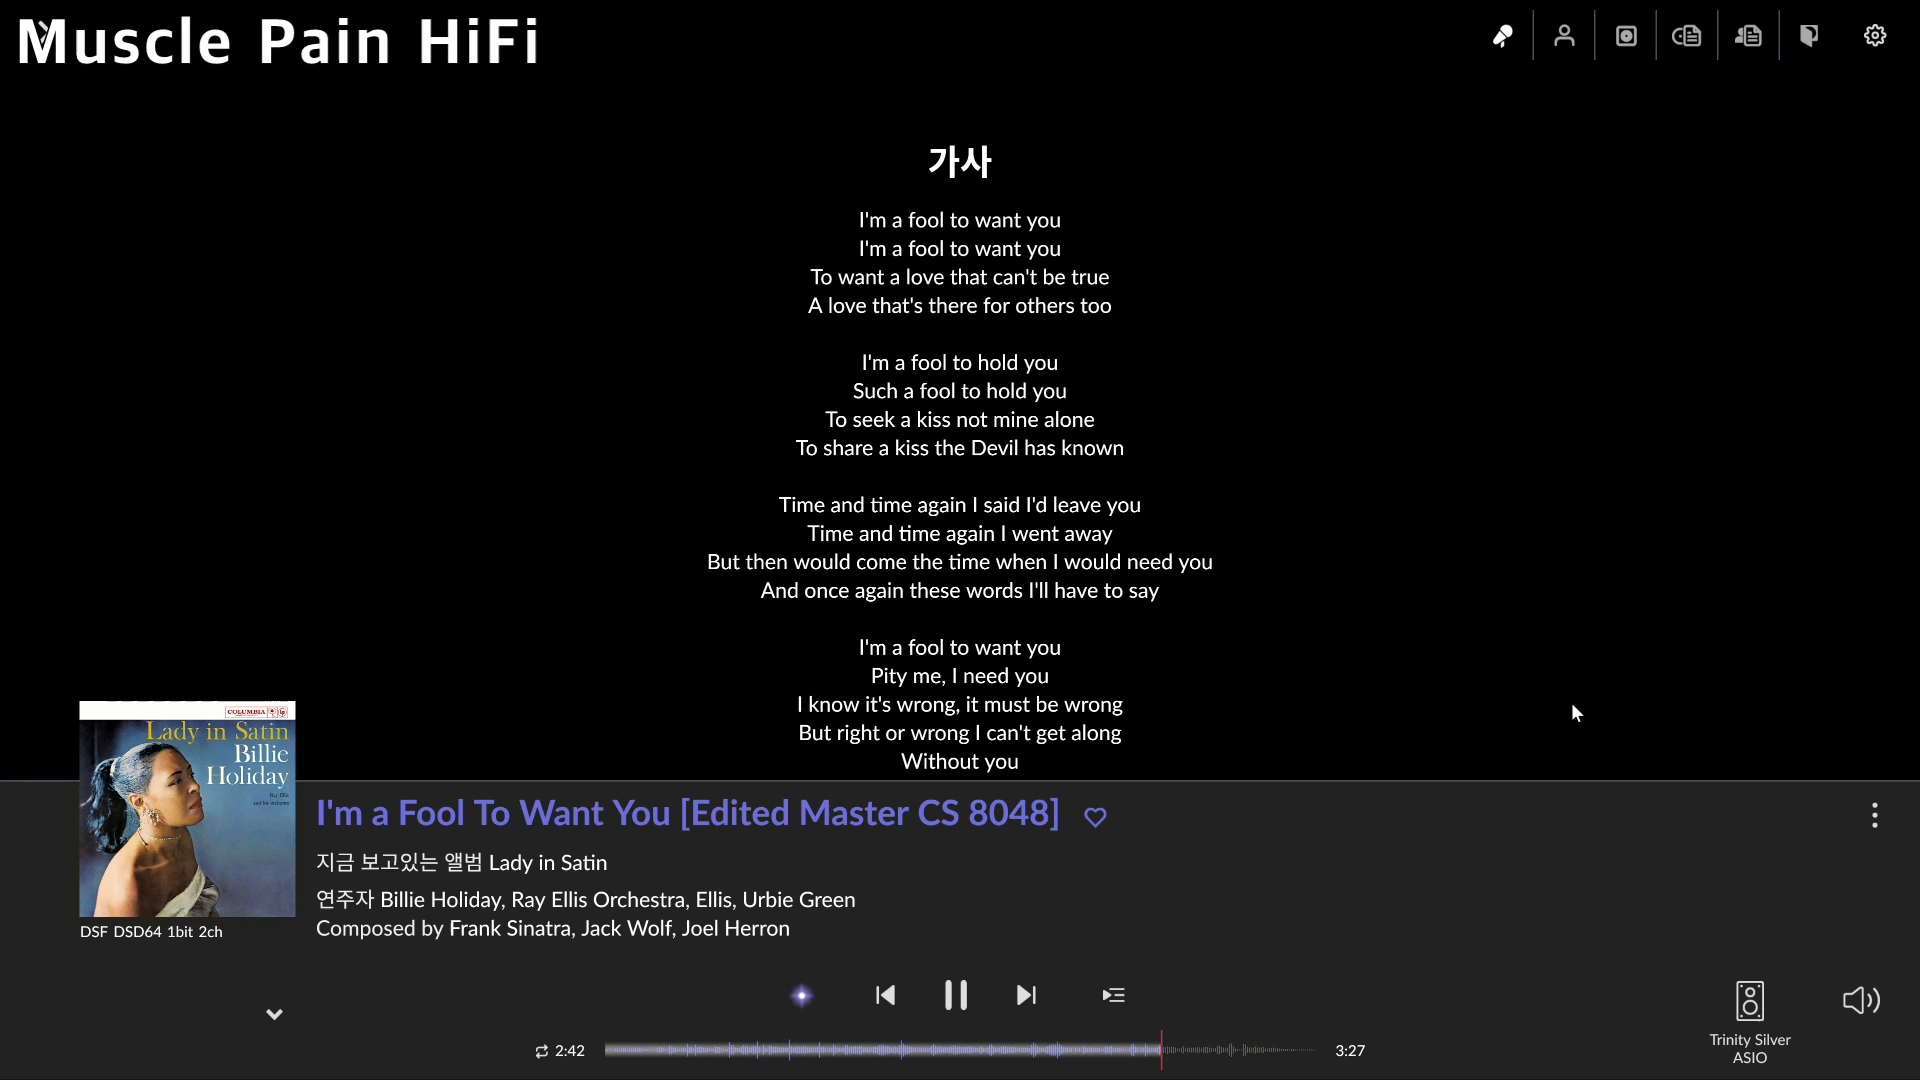 Muscle Pain HiFi
가사
I'm a fool to want you
I'm a fool to want you
To want a love that can't be true
A love that's there for others too
I'm a fool to hold you
Such a fool to hold you
To seek a kiss not mine alone
To share a kiss the Devil has known
Time and time again I said I'd leave you
Time and time again I went away
But then would come the time when I would need you
And once again these words I'll have to say
I'm a fool to want you
Pity me, I need you
I know it's wrong, it must be wrong
But right or wrong I can't get along
Without you
COLUMBIA
Lady in Satin
Billie
Holiday
I'm a Fool To Want You [Edited Master CS 8048]
지금 보고있는 앨범 Lady in Satin
연주자 Billie Holiday, Ray Ellis Orchestra, Ellis, Urbie Green
Composed by Frank Sinatra, Jack Wolf, Joel Herron
DSF DSD64 1bit 2ch
2:42
3:27
Trinity Silver
ASIO